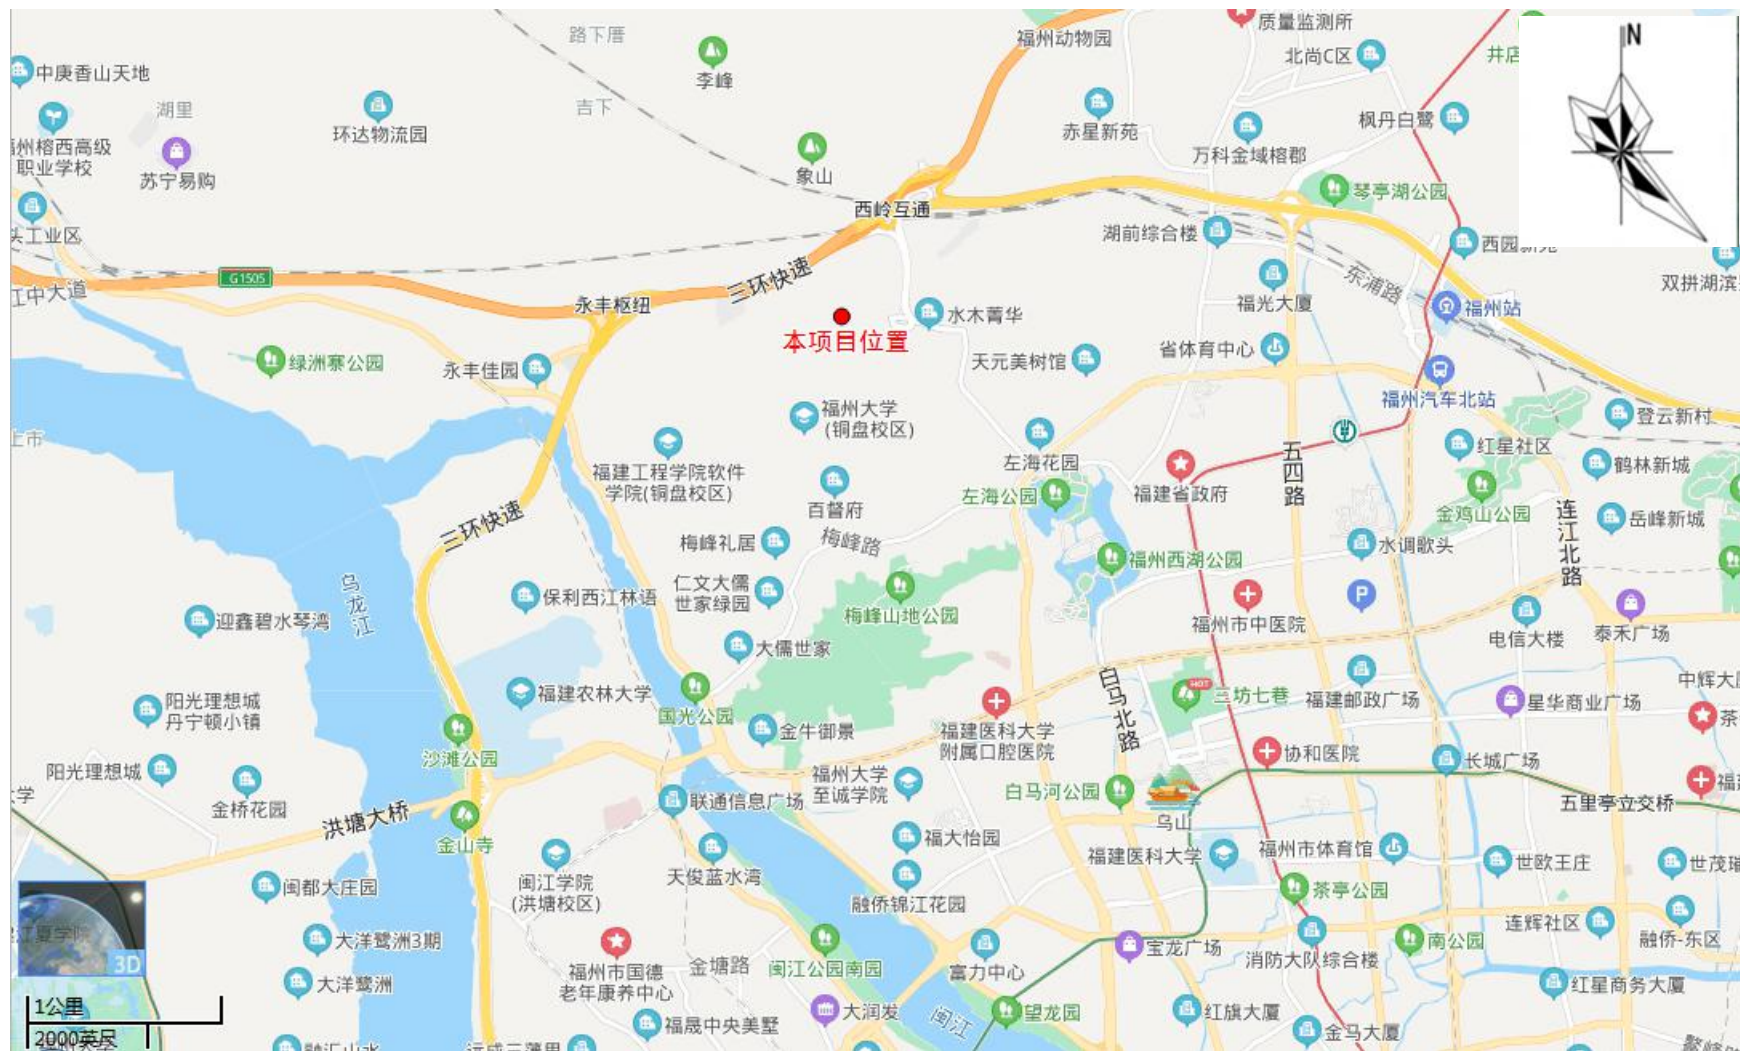 路下厝
福州动物园
质量监测所
北尚C区
井店
N
中庚香山天地
李峰
湖里
吉下
环达物流园
赤星新苑
枫丹白鹭
州榕西高级
职业学校
苏宁易购
象山
万科金域榕郡
琴亭湖公园
西岭互通
头工业区
湖前综合楼
西园新苑
G1505
三环快速
东浦路
双拼湖滨
江中大道
永丰枢纽
福光大厦
福州站
水木菁华
本项目位置
绿洲寨公园
永丰佳园
天元美树馆
省体育中心
福州汽车北站
福州大学
(铜盘校区)
登云新村
上市
福建工程学院软件
学院(铜盘校区)
左海花园
五四路
红星社区
鹤林新城
左海公园
福建省政府
百督府
金鸡山公园
连江北路
岳峰新城
三环快速
梅峰礼居
梅峰路
福州西湖公园
水调歌头
乌龙江
保利西江林语
仁文大儒
世家绿园
梅峰山地公园
P
迎鑫碧水琴湾
福州市中医院
电信大楼
泰禾广场
大儒世家
白马北路
阳光理想城
丹宁顿小镇
福建农林大学
国光公园
HOT
三坊七巷
福建邮政广场
中辉大厦
星华商业广场
茶
金牛御景
福建医科大学
附属口腔医院
沙滩公园
协和医院
长城广场
阳光理想城
金桥花园
福州大学
至诚学院
白马河公园
大学
联通信息广场
五里亭立交桥
福建
洪塘大桥
乌山
金山寺
福大怡园
福建医科大学
福州市体育馆
世欧王庄
世茂瑞
闽都大庄园
闽江学院
(洪塘校区)
天俊蓝水湾
融侨锦江花园
茶亭公园
连辉社区
融侨-东区
江夏学院
大洋鹭洲3期
3D
福州市国德
老年康养中心
金塘路
闽江公园南园
富力中心
宝龙广场
消防大队综合楼
南公园
大洋鹭洲
红星商务大厦
1公里
大润发
闽江
望龙园
红旗大厦
福晟中央美墅
金马大厦
2000英尺
融汇山水